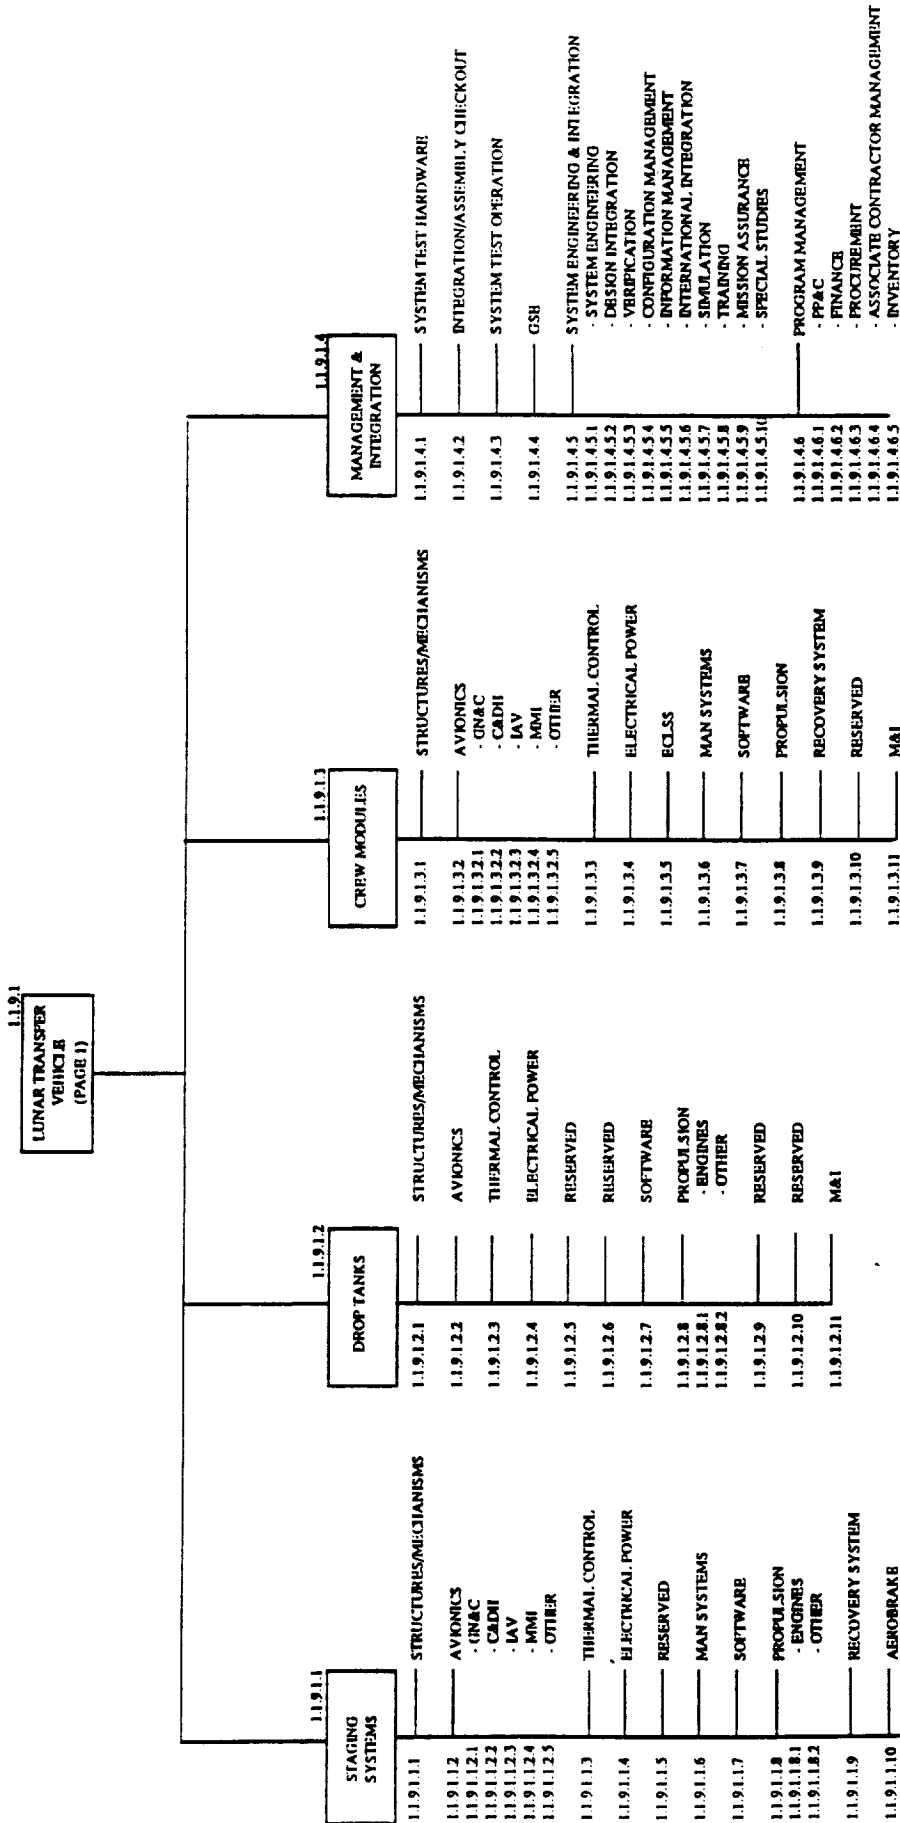 1.1.9.1
LUNAR TRANSFER
VEHICLE
(PAGE 1)
1.1.9.1.1
STAGING
SYSTEMS
1.1.9.1.1.1 STRUCTURES/MECHANISMS
1.1.9.1.1.2 AVIONICS
1.1.9.1.1.2.1 - GN&C
1.1.9.1.1.2.2 - C&DH
1.1.9.1.1.2.3 - IAV
1.1.9.1.1.2.4 - MMI
1.1.9.1.1.2.5 - OTHER
1.1.9.1.1.3 THERMAL CONTROL
1.1.9.1.1.4 ELECTRICAL POWER
1.1.9.1.1.5 RESERVED
1.1.9.1.1.6 MAN SYSTEMS
1.1.9.1.1.7 SOFTWARE
1.1.9.1.1.8 PROPULSION
1.1.9.1.1.8.1 - ENGINES
1.1.9.1.1.8.2 - OTHER
1.1.9.1.1.9 RECOVERY SYSTEM
1.1.9.1.1.10 AEROBRAKE
1.1.9.1.2
DROP TANKS
1.1.9.1.2.1 STRUCTURES/MECHANISMS
1.1.9.1.2.2 AVIONICS
1.1.9.1.2.3 THERMAL CONTROL
1.1.9.1.2.4 ELECTRICAL POWER
1.1.9.1.2.5 RESERVED
1.1.9.1.2.6 RESERVED
1.1.9.1.2.7 SOFTWARE
1.1.9.1.2.8 PROPULSION
1.1.9.1.2.8.1 - ENGINES
1.1.9.1.2.8.2 - OTHER
1.1.9.1.2.9 RESERVED
1.1.9.1.2.10 RESERVED
1.1.9.1.2.11 M&I
1.1.9.1.3
CREW MODULES
1.1.9.1.3.1 STRUCTURES/MECHANISMS
1.1.9.1.3.2 AVIONICS
1.1.9.1.3.2.1 - GN&C
1.1.9.1.3.2.2 - C&DH
1.1.9.1.3.2.3 - IAV
1.1.9.1.3.2.4 - MMI
1.1.9.1.3.2.5 - OTHER
1.1.9.1.3.3 THERMAL CONTROL
1.1.9.1.3.4 ELECTRICAL POWER
1.1.9.1.3.5 ECLSS
1.1.9.1.3.6 MAN SYSTEMS
1.1.9.1.3.7 SOFTWARE
1.1.9.1.3.8 PROPULSION
1.1.9.1.3.9 RECOVERY SYSTEM
1.1.9.1.3.10 RESERVED
1.1.9.1.3.11 M&I
1.1.9.1.4
MANAGEMENT &
INTEGRATION
1.1.9.1.4.1 SYSTEM TEST HARDWARE
1.1.9.1.4.2 INTEGRATION/ASSEMBLY CHECKOUT
1.1.9.1.4.3 SYSTEM TEST OPERATION
1.1.9.1.4.4 GSE
1.1.9.1.4.5 SYSTEM ENGINEERING & INTEGRATION
1.1.9.1.4.5.1 - SYSTEM ENGINEERING
1.1.9.1.4.5.2 - DESIGN INTEGRATION
1.1.9.1.4.5.3 - VERIFICATION
1.1.9.1.4.5.4 - CONFIGURATION MANAGEMENT
1.1.9.1.4.5.5 - INFORMATION MANAGEMENT
1.1.9.1.4.5.6 - INTERNATIONAL INTEGRATION
1.1.9.1.4.5.7 - SIMULATION
1.1.9.1.4.5.8 - TRAINING
1.1.9.1.4.5.9 - MISSION ASSURANCE
1.1.9.1.4.5.10 - SPECIAL STUDIES
1.1.9.1.4.6 PROGRAM MANAGEMENT
1.1.9.1.4.6.1 - PP&C
1.1.9.1.4.6.2 - FINANCE
1.1.9.1.4.6.3 - PROCUREMENT
1.1.9.1.4.6.4 - ASSOCIATE CONTRACTOR MANAGEMENT
1.1.9.1.4.6.5 - INVENTORY